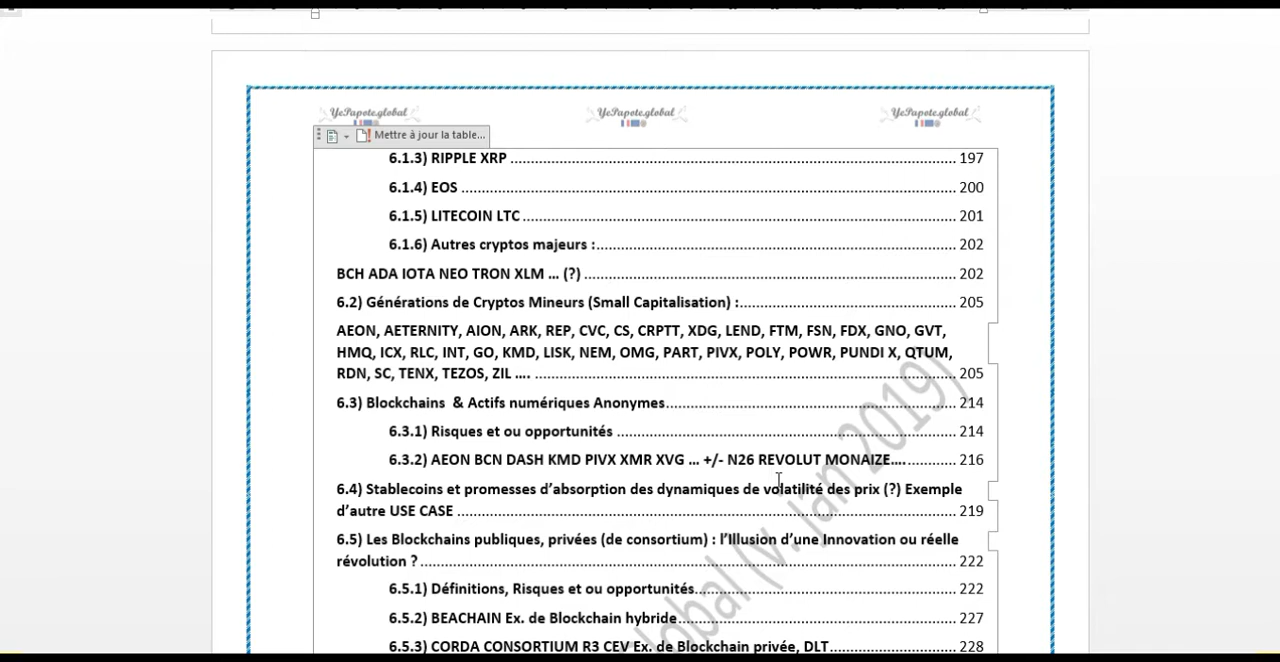 YePapote.global YePapote.global YePapote.global
Mettre à jour la table...
6.1.3) RIPPLE XRP 197
6.1.4) EOS 200
6.1.5) LITECOIN LTC 201
6.1.6) Autres cryptos majeurs : 202
BCH ADA IOTA NEO TRON XLM ... (?) 202
6.2) Générations de Cryptos Mineurs (Small Capitalisation) : 205
AEON, AETERNITY, AION, ARK, REP, CVC, CS, CRPTT, XDG, LEND, FTM, FSN, FDX, GNO, GVT,
HMQ, ICX, RLC, INT, GO, KMD, LISK, NEM, OMG, PART, PIVX, POLY, POWR, PUNDI X, QTUM,
RDN, SC, TENX, TEZOS, ZIL .... 205
6.3) Blockchains & Actifs numériques Anonymes 214
6.3.1) Risques et ou opportunités 214
6.3.2) AEON BCN DASH KMD PIVX XMR XVG ... +/- N26 REVOLUT MONAIZE.... 216
6.4) Stablecoins et promesses d’absorption des dynamiques de volatilité des prix (?) Exemple
d’autre USE CASE 219
6.5) Les Blockchains publiques, privées (de consortium) : l’Illusion d’une Innovation ou réelle
révolution ? 222
6.5.1) Définitions, Risques et ou opportunités 222
6.5.2) BEACHAIN Ex. de Blockchain hybride 227
6.5.3) CORDA CONSORTIUM R3 CEV Ex. de Blockchain privée, DLT 228
lobal (v. jan 2019)